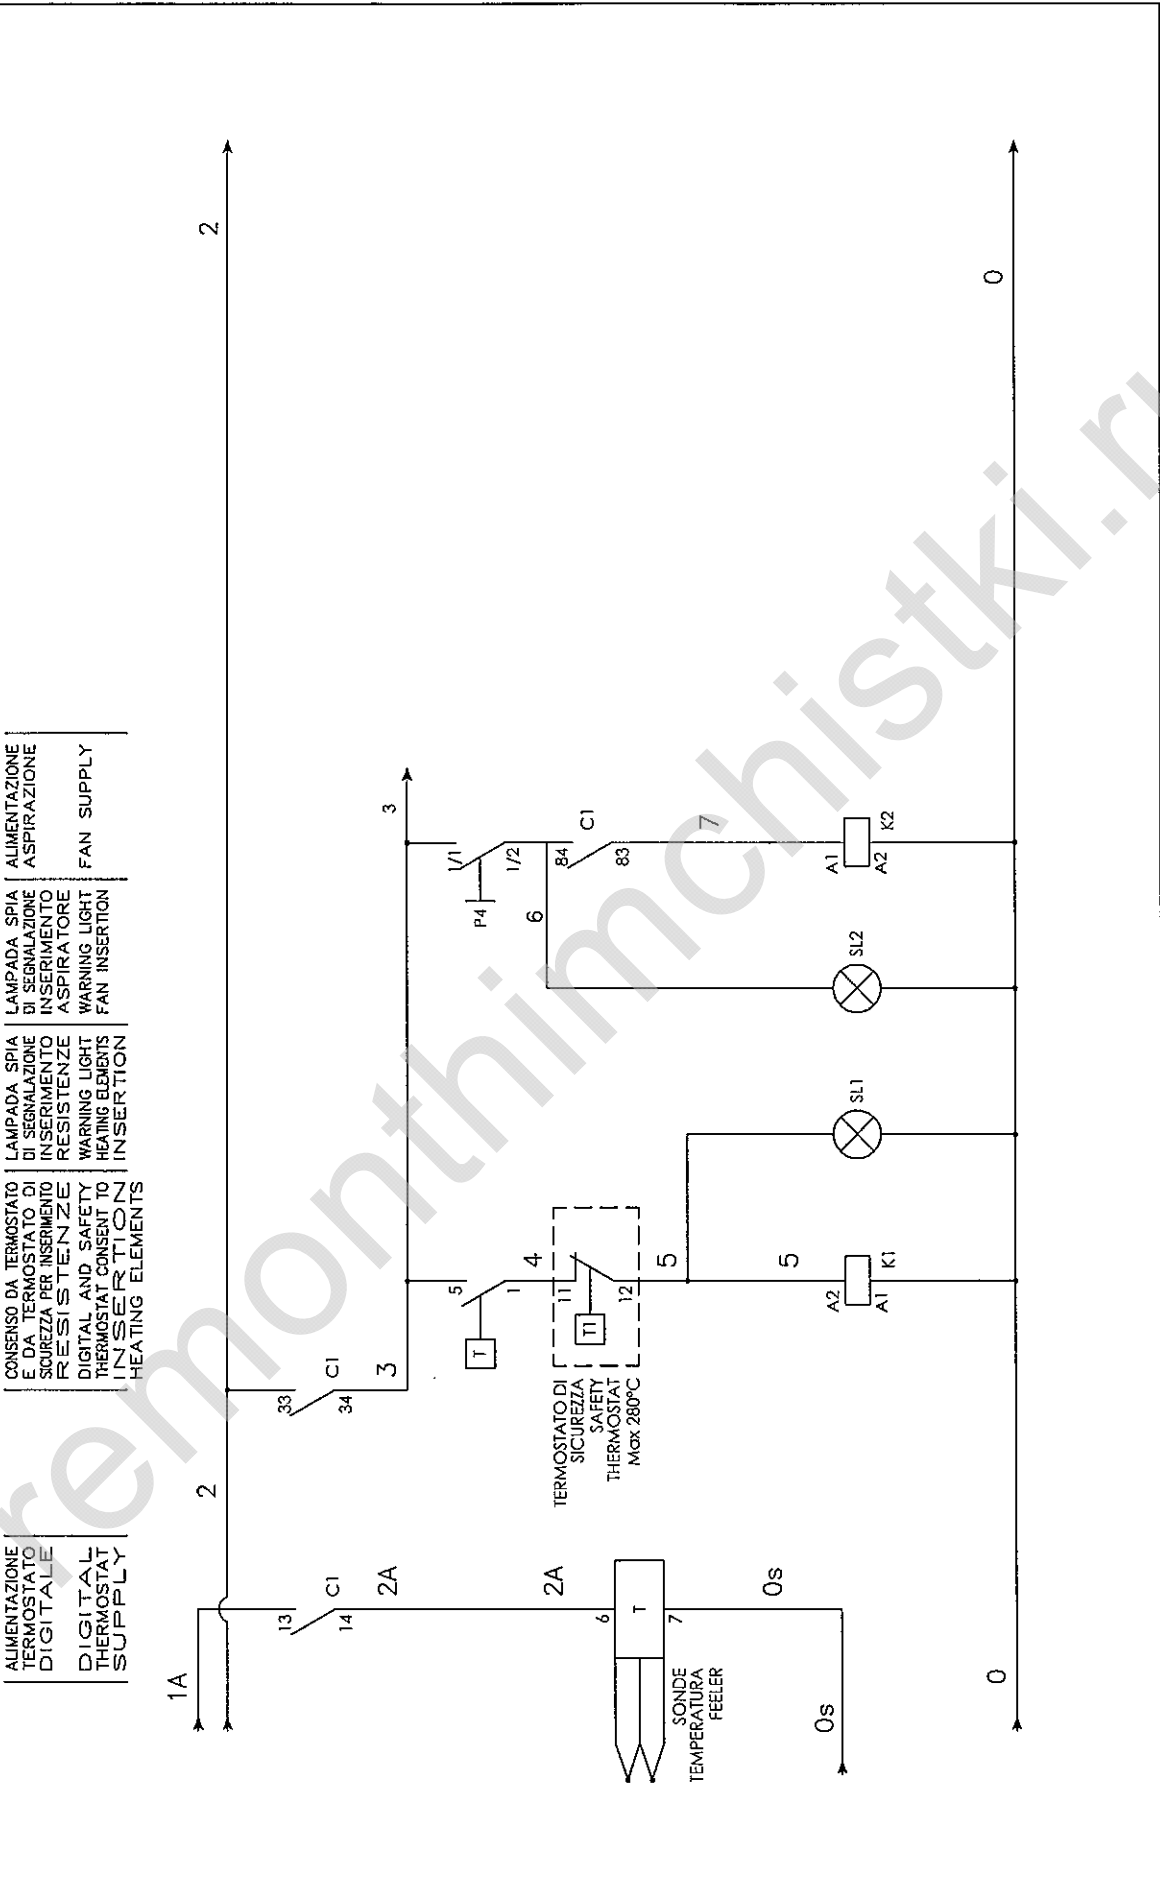 ALIMENTAZIONE
TERMOSTATO
DIGITALE
DIGITAL
THERMOSTAT
SUPPLY
CONSENSO DA TERMOSTATO
E DA TERMOSTATO DI
SICUREZZA PER INSERIMENTO
RESISTENZE
DIGITAL AND SAFETY
THERMOSTAT CONSENT TO
INSERTION
HEATING ELEMENTS
LAMPADA SPIA
DI SEGNALAZIONE
INSERIMENTO
RESISTENZE
WARNING LIGHT
HEATING ELEMENTS
INSERTION
LAMPADA SPIA
DI SEGNALAZIONE
INSERIMENTO
ASPIRATORE
WARNING LIGHT
FAN INSERTION
ALIMENTAZIONE
ASPIRAZIONE
FAN SUPPLY
1A
2
2
13
C1
14
33
C1
34
2A
3
3
5
T
1
P4
1/1
1/2
2A
4
6
TERMOSTATO DI
SICUREZZA
SAFETY
THERMOSTAT
Max 280°C
11
T1
12
84
C1
83
6
T
7
SONDE
TEMPERATURA
FEELER
5
7
0s
5
0s
A2
A1
K1
SL1
SL2
A1
A2
K2
0
0
remonthimchistki.ru